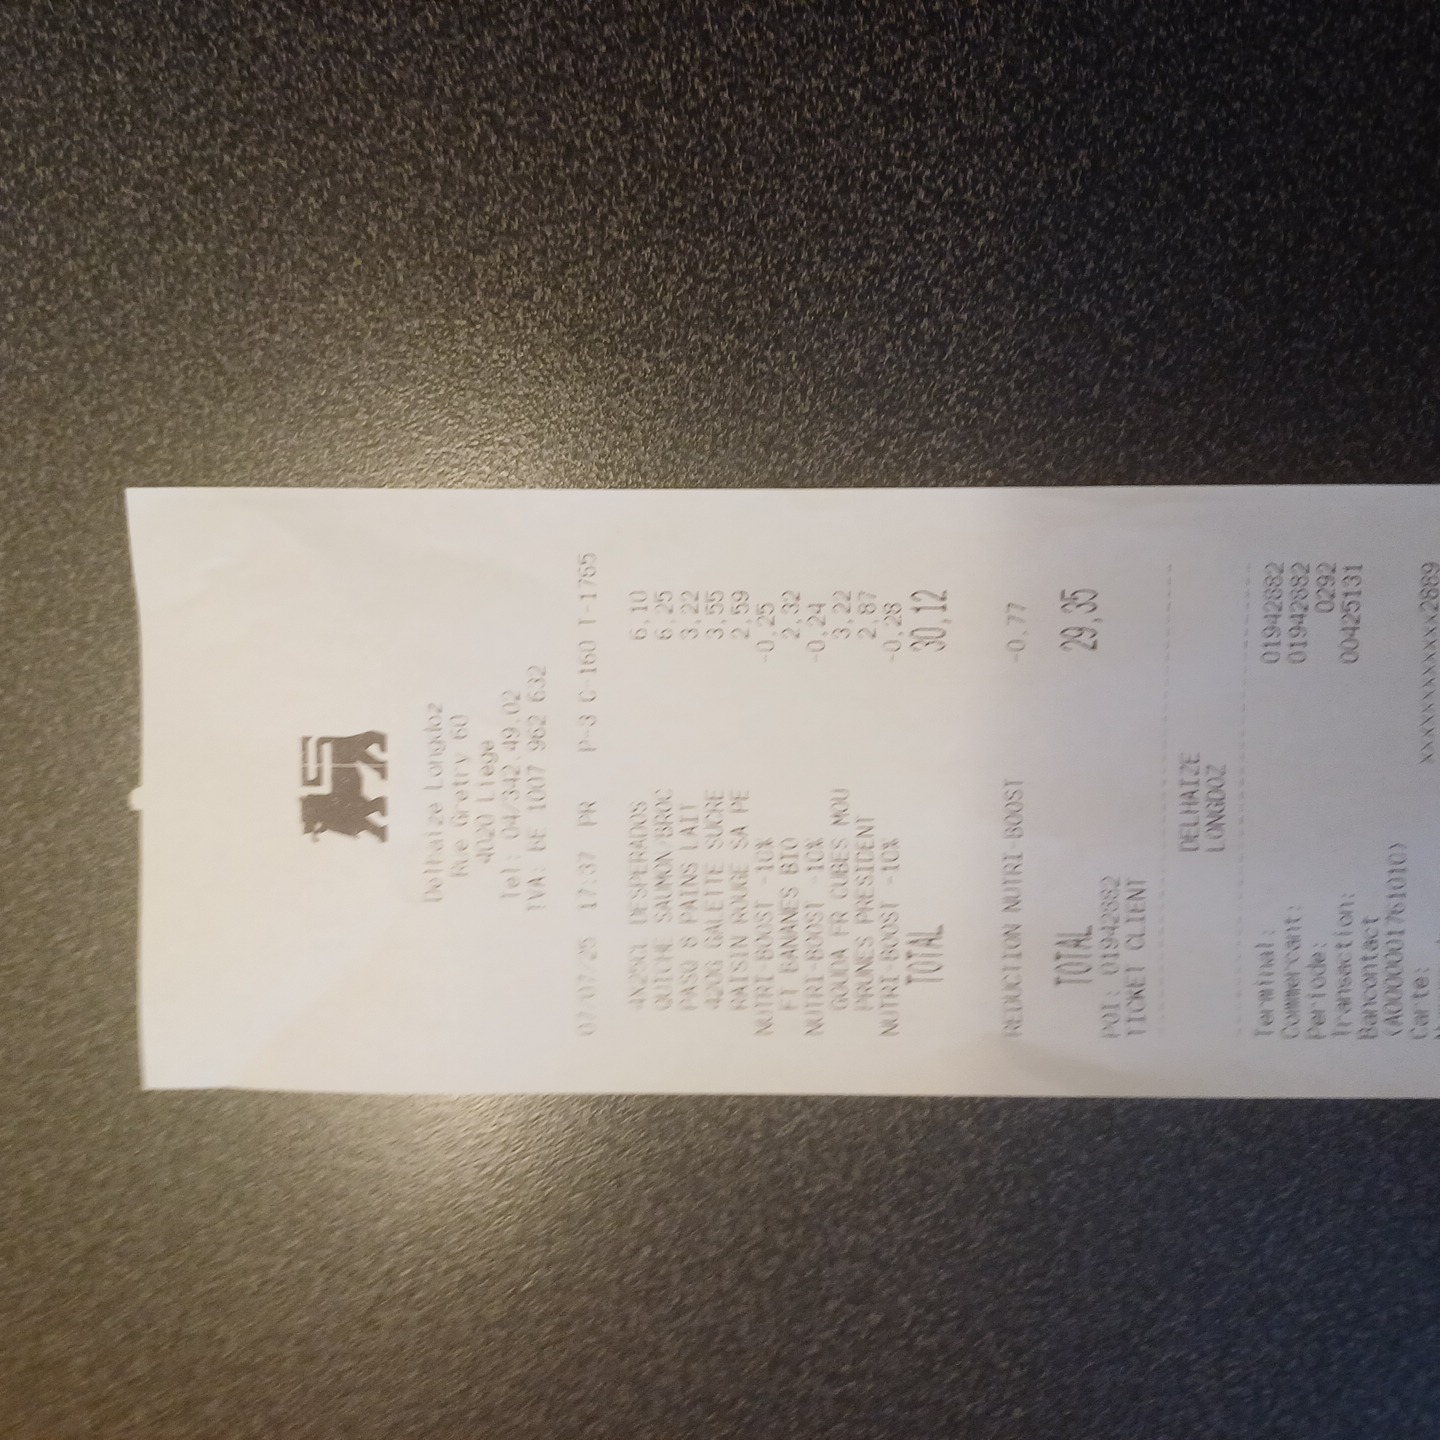 Delhaize Longdoz
Rue Gretry 60
4020 Liege
Tel: 04/342.49.02
TVA: BE 1007 962 632
07/07/25 17:37 PR P-3 C-160 T-1765
4X29CL DESPERADOS 6,10
QUICHE SAUMON/BROC 6,25
PASQ 8 PAINS LAIT 3,22
420G GALETTE SUCRE 3,55
RAISIN ROUGE SA PE 2,59
NUTRI-BOOST -10% -0,25
FT BANANES BIO 2,32
NUTRI-BOOST -10% -0,24
GOUDA FR CUBES MOU 3,22
PRUNES PRESIDENT 2,87
NUTRI-BOOST -10% -0,28
TOTAL 30,12
REDUCTION NUTRI-BOOST -0,77
TOTAL 29,35
POI: 01942882
TICKET CLIENT
DELHAIZE
LONGDOZ
Terminal: 01942882
Commercant: 01942882
Periode: 0292
Transaction: 00425131
Bancontact
(A0000001761010)
Carte: xxxxxxxxxxxxx2689